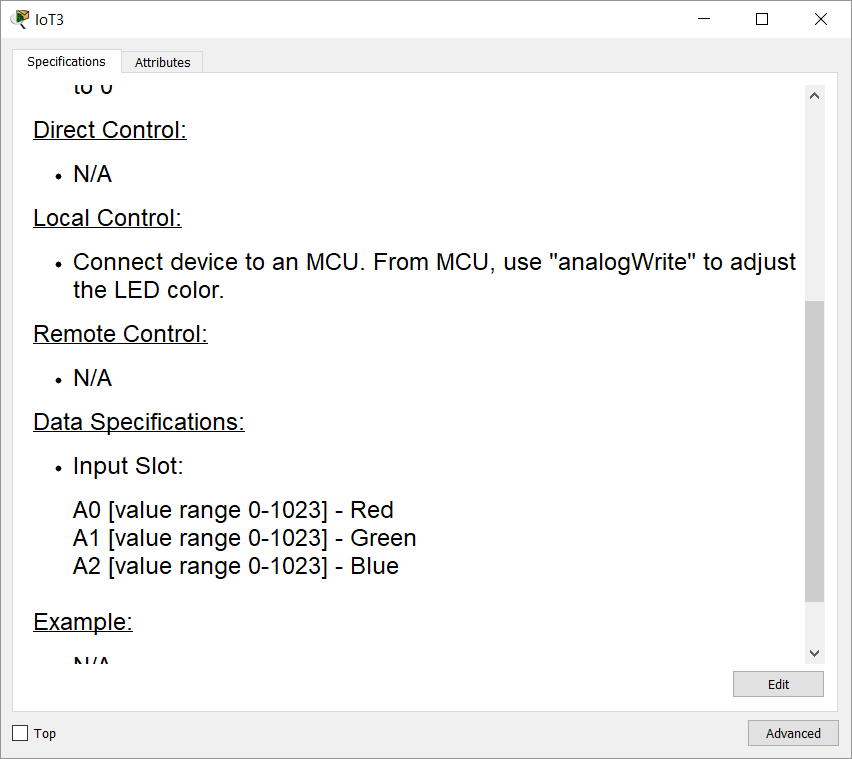 IoT3
Specifications
Attributes
to 0
Direct Control:
N/A
Local Control:
Connect device to an MCU. From MCU, use "analogWrite" to adjust
the LED color.
Remote Control:
N/A
Data Specifications:
Input Slot:
A0 [value range 0-1023] - Red
A1 [value range 0-1023] - Green
A2 [value range 0-1023] - Blue
Example:
N/A
Edit
Top
Advanced